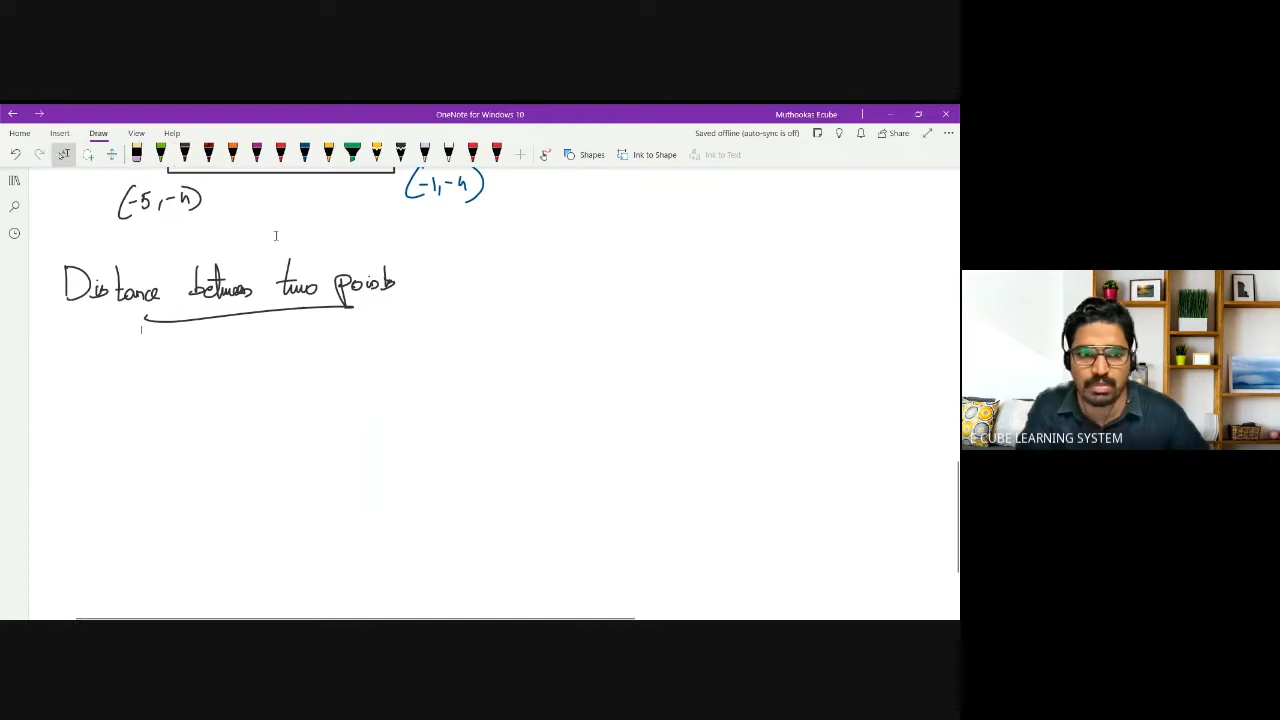 OneNote for Windows 10
Muthookas Ecube
Home Insert Draw View Help
Saved offline (auto-sync is off)
Share
Shapes
Ink to Shape
Ink to Text
(-5, -4)
(-1, -4)
Distance between two points
E CUBE LEARNING SYSTEM